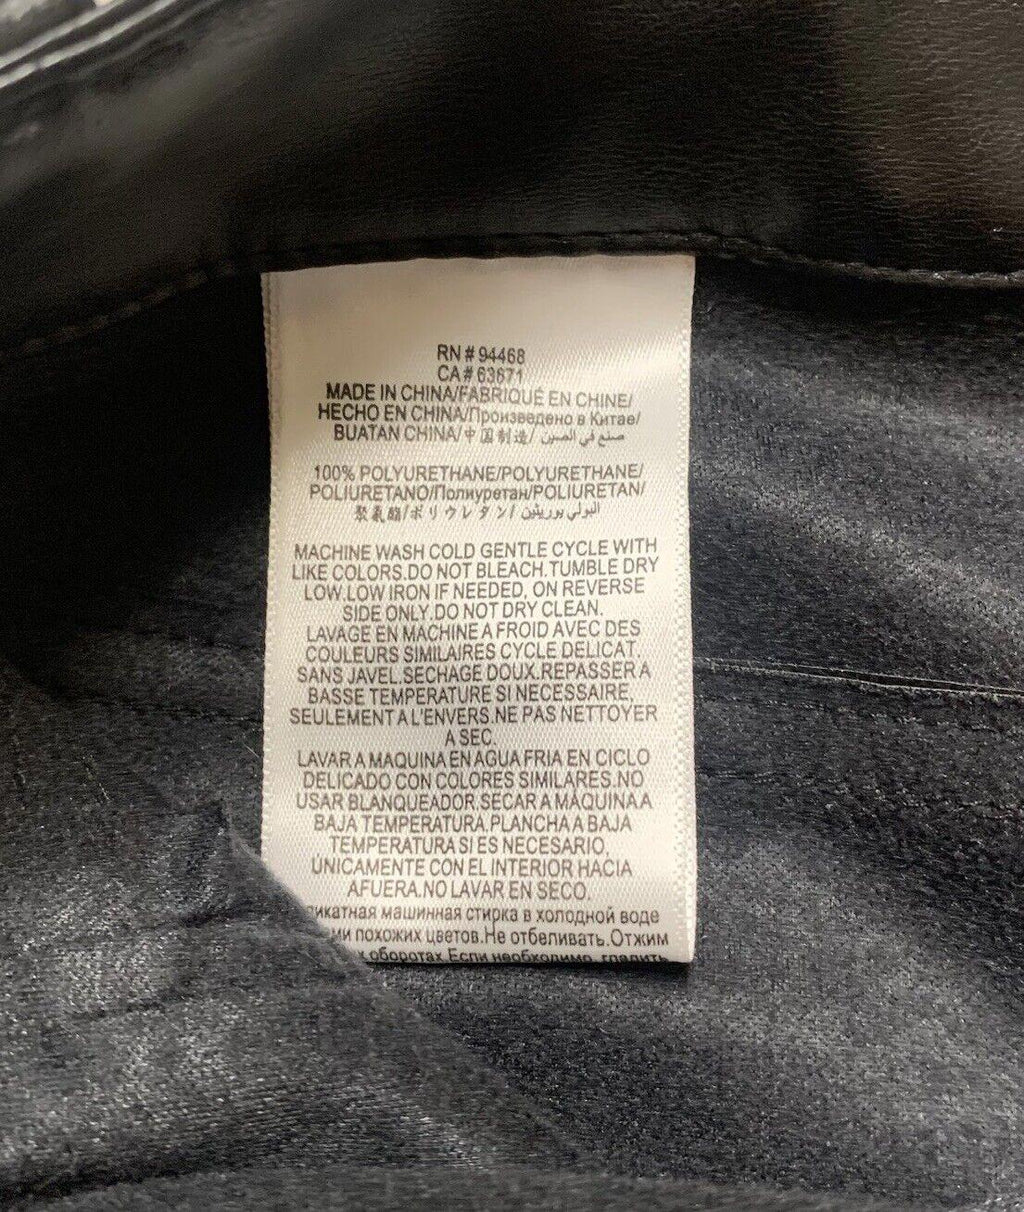 RN # 94468
CA# 63671
MADE IN CHINA/FABRIQUÉ EN CHINE/
HECHO EN CHINA/Произведено в Китае/
BUATAN CHINA/中国制造/ صنع في الصين
100% POLYURETHANE/POLYURETHANE/
POLIURETANO/Полиуретан/POLIURETAN/
聚氨酯/ポリウレタン/ البولي يوريثين
MACHINE WASH COLD GENTLE CYCLE WITH
LIKE COLORS.DO NOT BLEACH.TUMBLE DRY
LOW.LOW IRON IF NEEDED, ON REVERSE
SIDE ONLY.DO NOT DRY CLEAN.
LAVAGE EN MACHINE A FROID AVEC DES
COULEURS SIMILAIRES CYCLE DELICAT.
SANS JAVEL.SECHAGE DOUX.REPASSER A
BASSE TEMPERATURE SI NECESSAIRE,
SEULEMENT A L'ENVERS.NE PAS NETTOYER
A SEC.
LAVAR A MAQUINA EN AGUA FRIA EN CICLO
DELICADO CON COLORES SIMILARES.NO
USAR BLANQUEADOR.SECAR A MÁQUINA A
BAJA TEMPERATURA.PLANCHA A BAJA
TEMPERATURA SI ES NECESARIO,
ÚNICAMENTE CON EL INTERIOR HACIA
AFUERA.NO LAVAR EN SECO.
икатная машинная стирка в холодной воде
ми похожих цветов.Не отбеливать.Отжим
х оборотах.Если необходимо, гладить